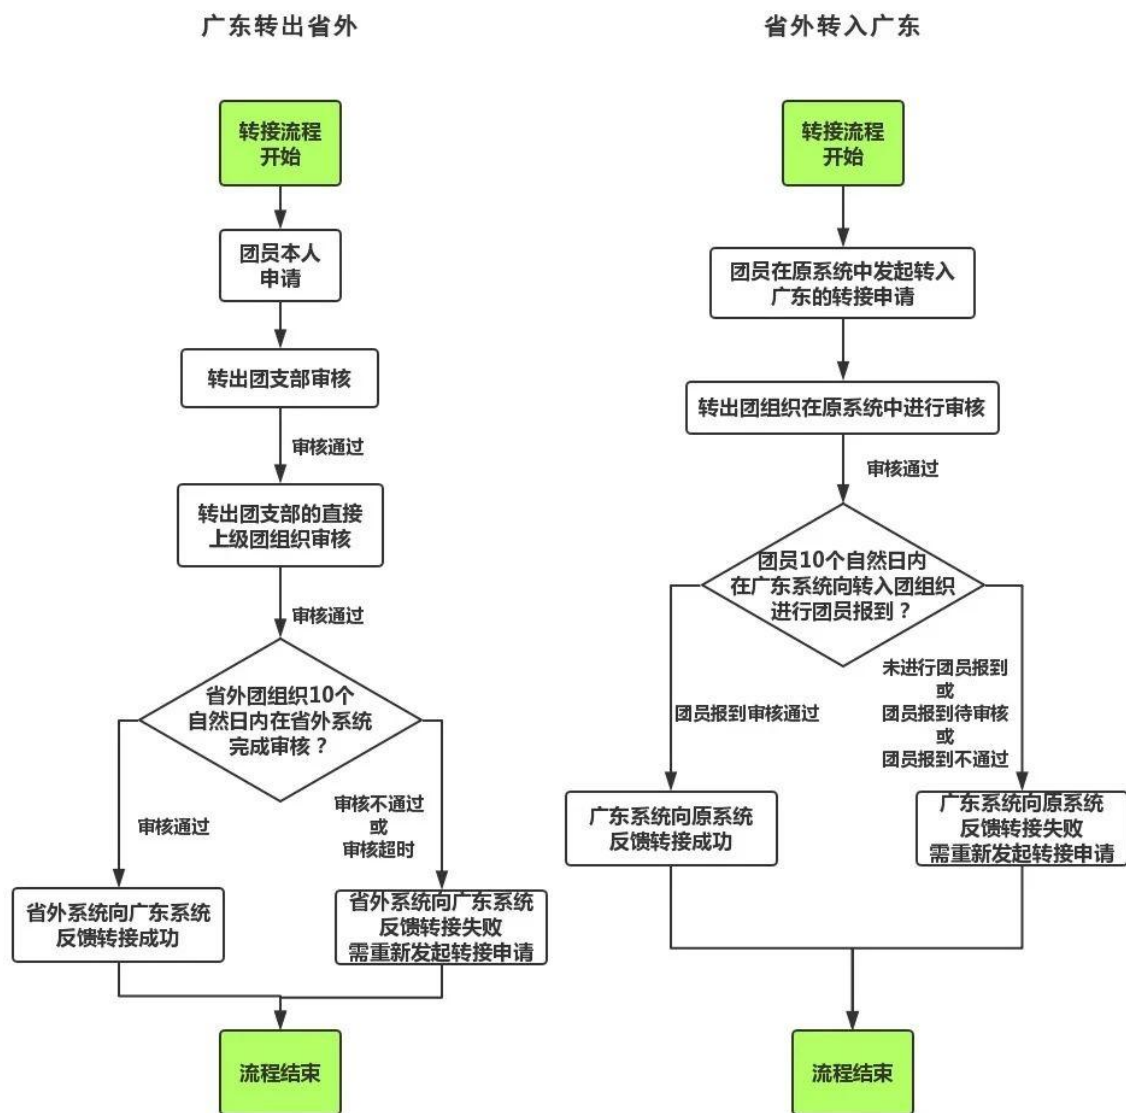 广东转出省外
转接流程
开始
团员本人
申请
转出团支部审核
审核通过
转出团支部的直接
上级团组织审核
审核通过
省外团组织10个
自然日内在省外系统
完成审核？
审核通过
审核不通过
或
审核超时
省外系统向广东系统
反馈转接成功
省外系统向广东系统
反馈转接失败
需重新发起转接申请
流程结束
省外转入广东
转接流程
开始
团员在原系统中发起转入
广东的转接申请
转出团组织在原系统中进行审核
审核通过
团员10个自然日内
在广东系统向转入团组织
进行团员报到？
团员报到审核通过
未进行团员报到
或
团员报到待审核
或
团员报到不通过
广东系统向原系统
反馈转接成功
广东系统向原系统
反馈转接失败
需重新发起转接申请
流程结束